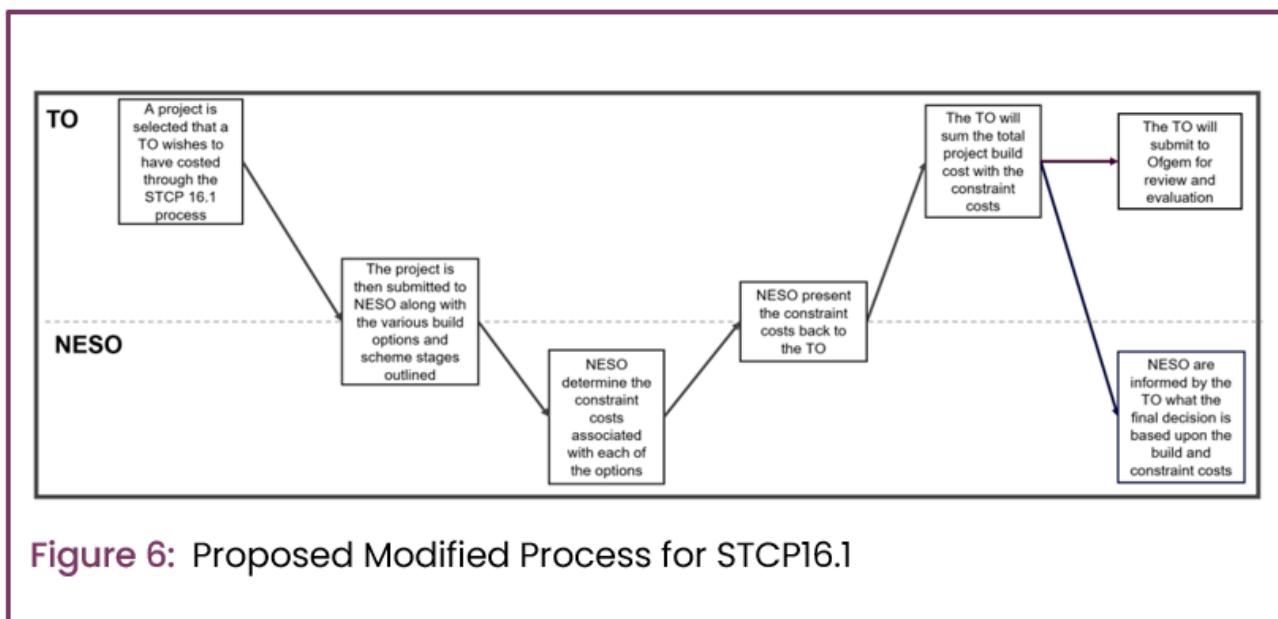 TO
A project is
selected that a
TO wishes to
have costed
through the
STCP 16.1
process
The project is
then submitted to
NESO along with
the various build
options and
scheme stages
outlined
NESO
determine the
constraint
costs
associated
with each of
the options
NESO present
the constraint
costs back to
the TO
The TO will
sum the total
project build
cost with the
constraint
costs
The TO will
submit to
Ofgem for
review and
evaluation
NESO
NESO are
informed by the
TO what the
final decision is
based upon the
build and
constraint costs
Figure 6: Proposed Modified Process for STCP16.1